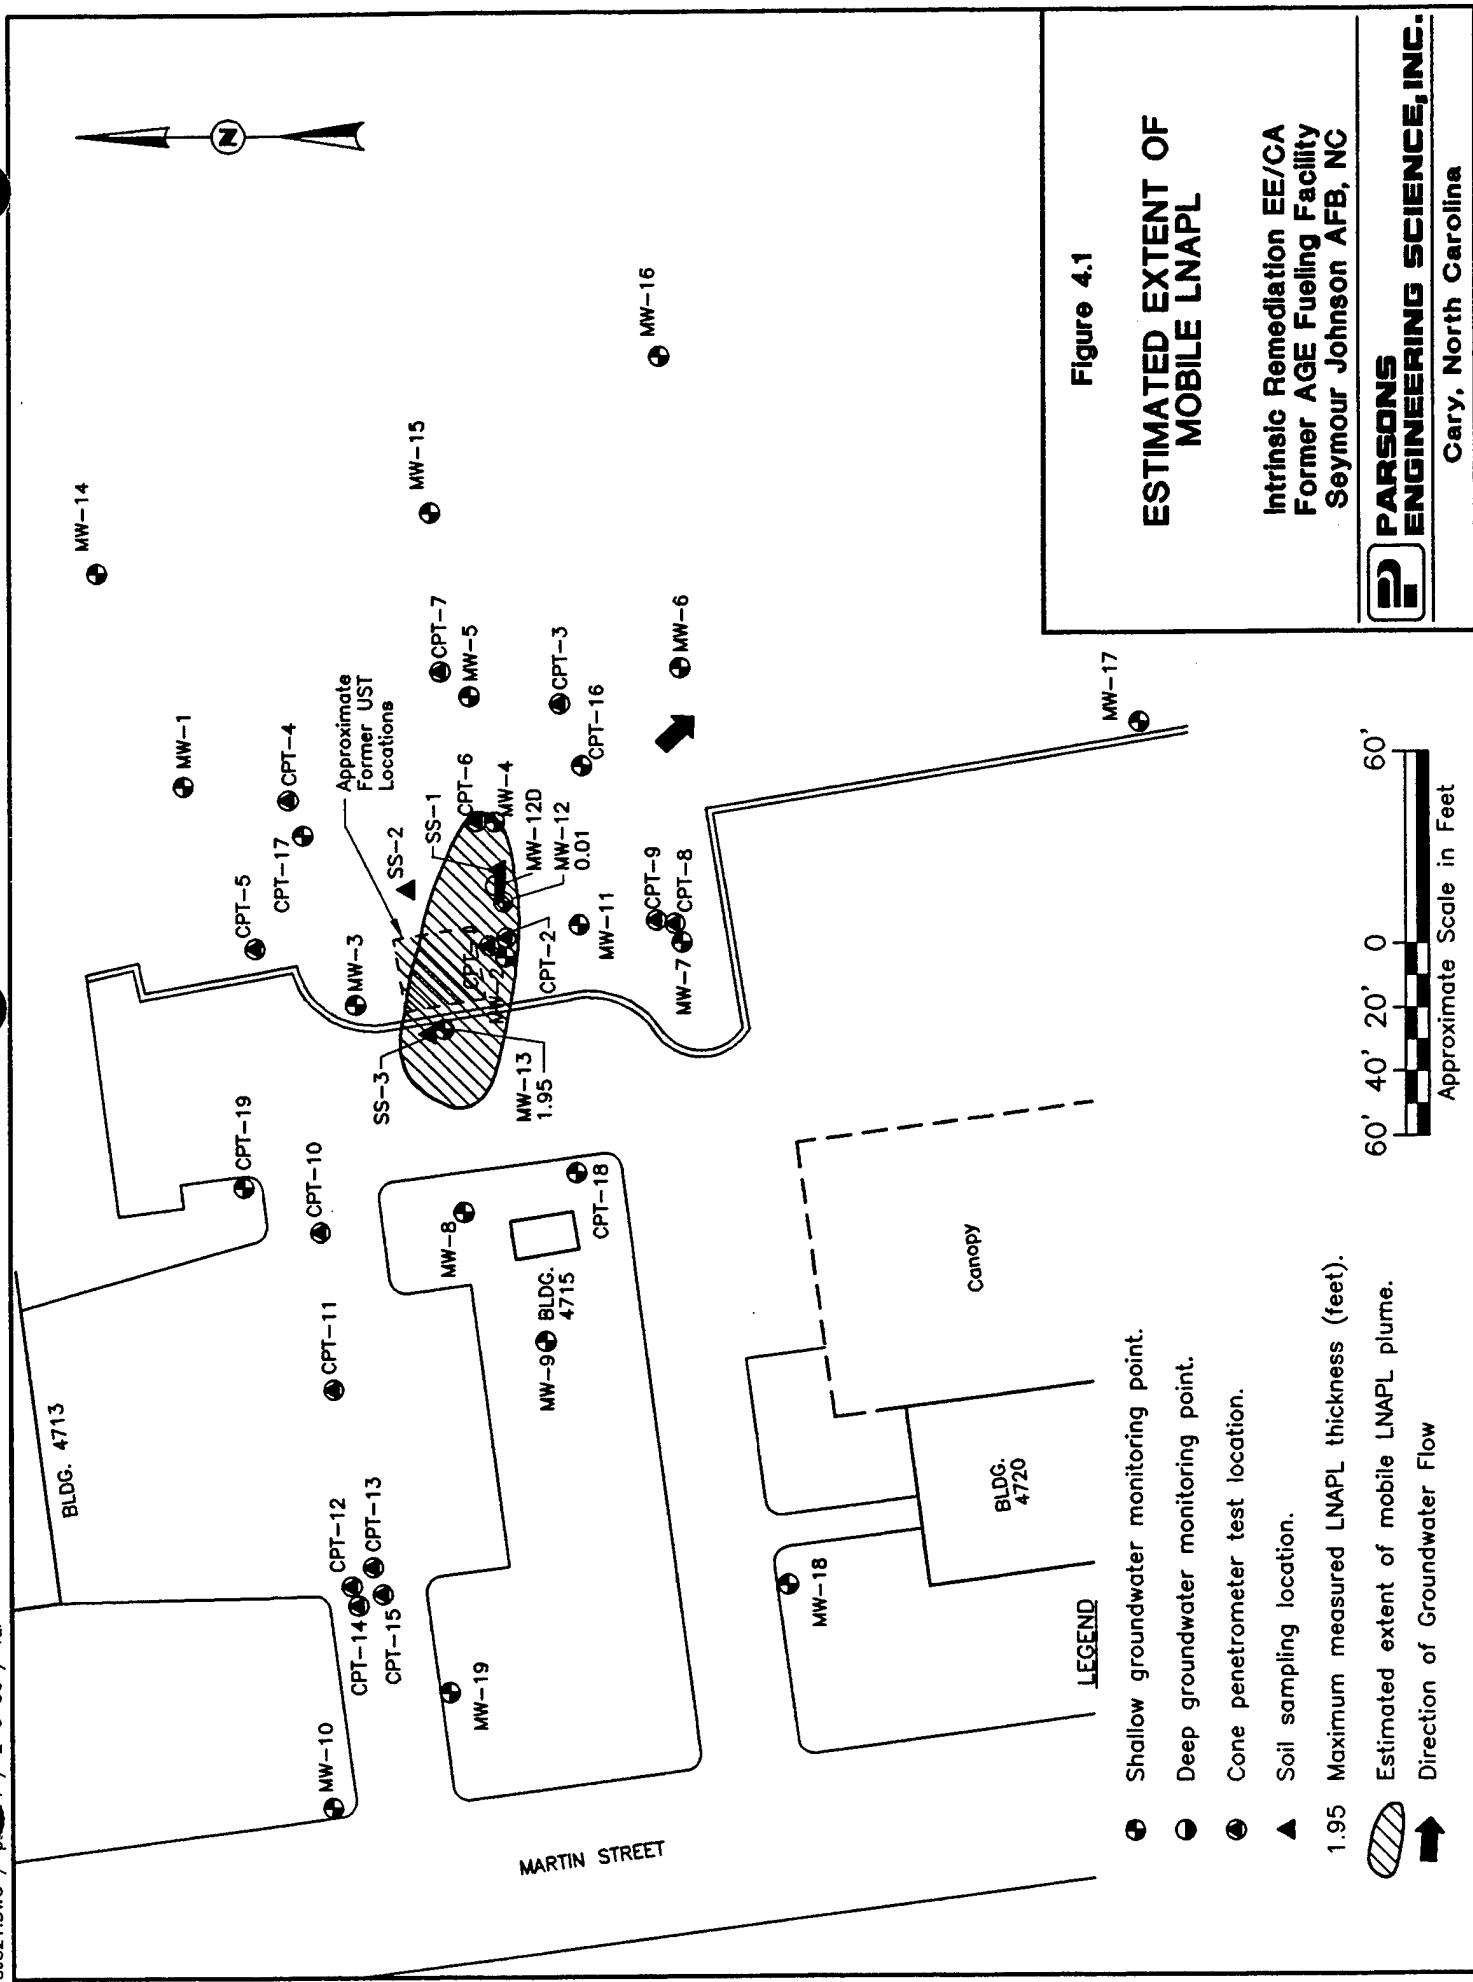 MW-14
MW-15
MW-16
MW-1
CPT-4
CPT-17
CPT-5
Approximate
Former UST
Locations
CPT-7
MW-5
CPT-3
CPT-16
MW-6
MW-17
SS-2
SS-1
CPT-6
MW-4
MW-12D
MW-12
0.01
MW-3
MW-2
CPT-2
MW-11
CPT-9
CPT-8
MW-7
SS-3
MW-13
1.95
CPT-19
CPT-10
CPT-11
MW-8
CPT-18
BLDG.
4715
MW-9
BLDG. 4713
CPT-12
CPT-13
CPT-14
CPT-15
MW-10
MW-19
MW-18
Canopy
BLDG.
4720
MARTIN STREET
N
LEGEND
Shallow groundwater monitoring point.
Deep groundwater monitoring point.
Cone penetrometer test location.
Soil sampling location.
1.95 Maximum measured LNAPL thickness (feet).
Estimated extent of mobile LNAPL plume.
Direction of Groundwater Flow
60' 40' 20' 0 60'
Approximate Scale in Feet
Figure 4.1
ESTIMATED EXTENT OF
MOBILE LNAPL
Intrinsic Remediation EE/CA
Former AGE Fueling Facility
Seymour Johnson AFB, NC
PARSONS
ENGINEERING SCIENCE, INC.
Cary, North Carolina